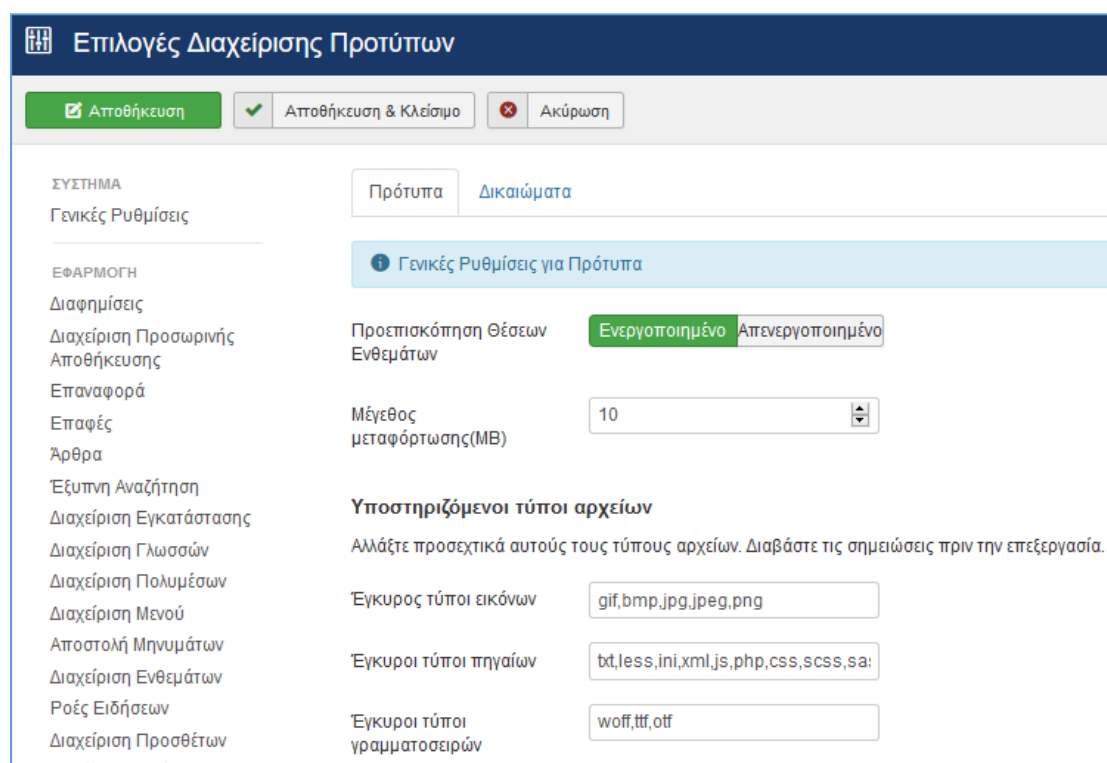 Επιλογές Διαχείρισης Προτύπων
Αποθήκευση
Αποθήκευση & Κλείσιμο
Ακύρωση
ΣΥΣΤΗΜΑ
Γενικές Ρυθμίσεις
ΕΦΑΡΜΟΓΗ
Διαφημίσεις
Διαχείριση Προσωρινής
Αποθήκευσης
Επαναφορά
Επαφές
Άρθρα
Έξυπνη Αναζήτηση
Διαχείριση Εγκατάστασης
Διαχείριση Γλωσσών
Διαχείριση Πολυμέσων
Διαχείριση Μενού
Αποστολή Μηνυμάτων
Διαχείριση Ενθεμάτων
Ροές Ειδήσεων
Διαχείριση Προσθέτων
Πρότυπα
Δικαιώματα
Γενικές Ρυθμίσεις για Πρότυπα
Προεπισκόπηση Θέσεων
Ενθεμάτων
Ενεργοποιημένο
Απενεργοποιημένο
Μέγεθος
μεταφόρτωσης(MB)
10
Υποστηριζόμενοι τύποι αρχείων
Αλλάξτε προσεχτικά αυτούς τους τύπους αρχείων. Διαβάστε τις σημειώσεις πριν την επεξεργασία.
Έγκυρος τύποι εικόνων
gif,bmp,jpg,jpeg,png
Έγκυροι τύποι πηγαίων
txt,less,ini,xml,js,php,css,scss,sas
Έγκυροι τύποι
γραμματοσειρών
woff,ttf,otf